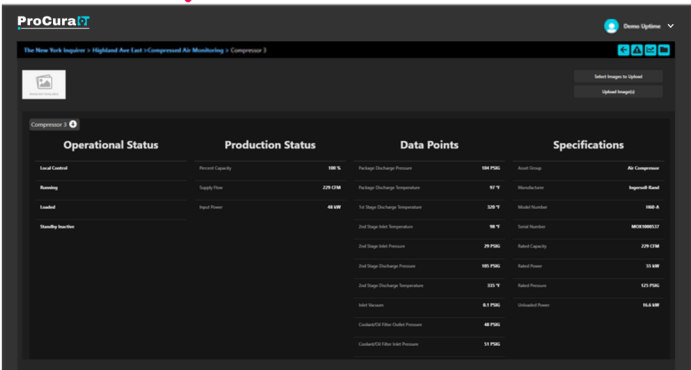 ProCuraIOT
Demo Uptime
The New York Inquirer > Highland Ave East >Compressed Air Monitoring > Compressor 3
Select Images to Upload
Upload Image(s)
Compressor 3
Operational Status
Local Control
Running
Loaded
Standby Inactive
Production Status
Percent Capacity 100 %
Supply Flow 229 CFM
Input Power 48 kW
Data Points
Package Discharge Pressure 104 PSIG
Package Discharge Temperature 97 °F
1st Stage Discharge Temperature 320 °F
2nd Stage Inlet Temperature 98 °F
2nd Stage Inlet Pressure 29 PSIG
2nd Stage Discharge Pressure 105 PSIG
2nd Stage Discharge Temperature 333 °F
Inlet Vacuum 0.1 PSIG
Coolant/Oil Filter Outlet Pressure 48 PSIG
Coolant/Oil Filter Inlet Pressure 51 PSIG
Specifications
Asset Group Air Compressor
Manufacturer Ingersoll-Rand
Model Number
Serial Number
Rated Capacity 229 CFM
Rated Power 55 kW
Rated Pressure 125 PSIG
Unloaded Power 16.6 kW